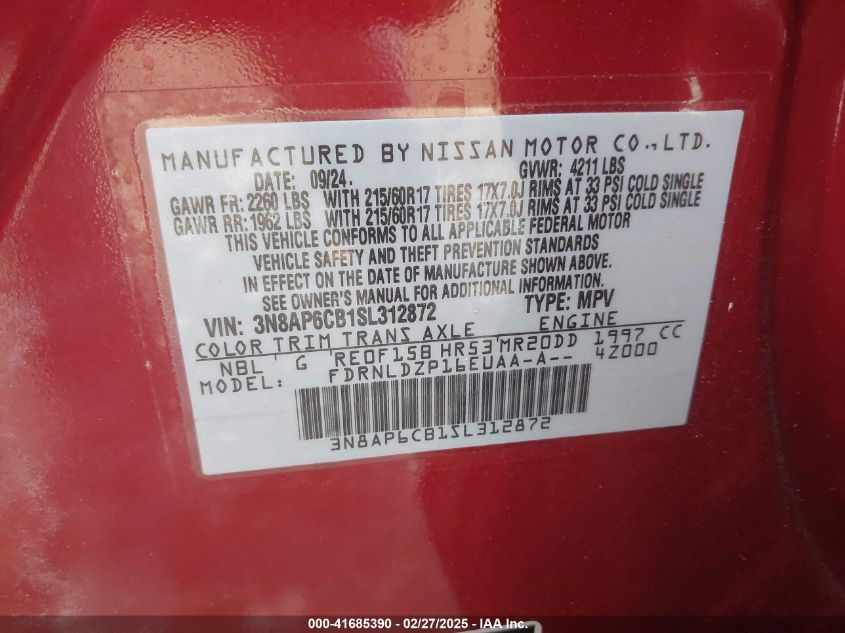 MANUFACTURED BY NISSAN MOTOR CO.,LTD.
DATE: 09/24. GVWR: 4211 LBS
GAWR FR: 2260 LBS WITH 215/60R17 TIRES 17X7.0J RIMS AT 33 PSI COLD SINGLE
GAWR RR: 1962 LBS WITH 215/60R17 TIRES 17X7.0J RIMS AT 33 PSI COLD SINGLE
THIS VEHICLE CONFORMS TO ALL APPLICABLE FEDERAL MOTOR
VEHICLE SAFETY AND THEFT PREVENTION STANDARDS
IN EFFECT ON THE DATE OF MANUFACTURE SHOWN ABOVE.
SEE OWNER'S MANUAL FOR ADDITIONAL INFORMATION.
VIN: 3N8AP6CB1SL312872 TYPE: MPV
COLOR TRIM TRANS AXLE ENGINE
NBL G RE0F15B HR53 MR20DD 1997 CC
MODEL: FDRNLDZP16EUAA-A-- 4Z000
3N8AP6CB1SL312872
000-41685390 - 02/27/2025 - IAA Inc.